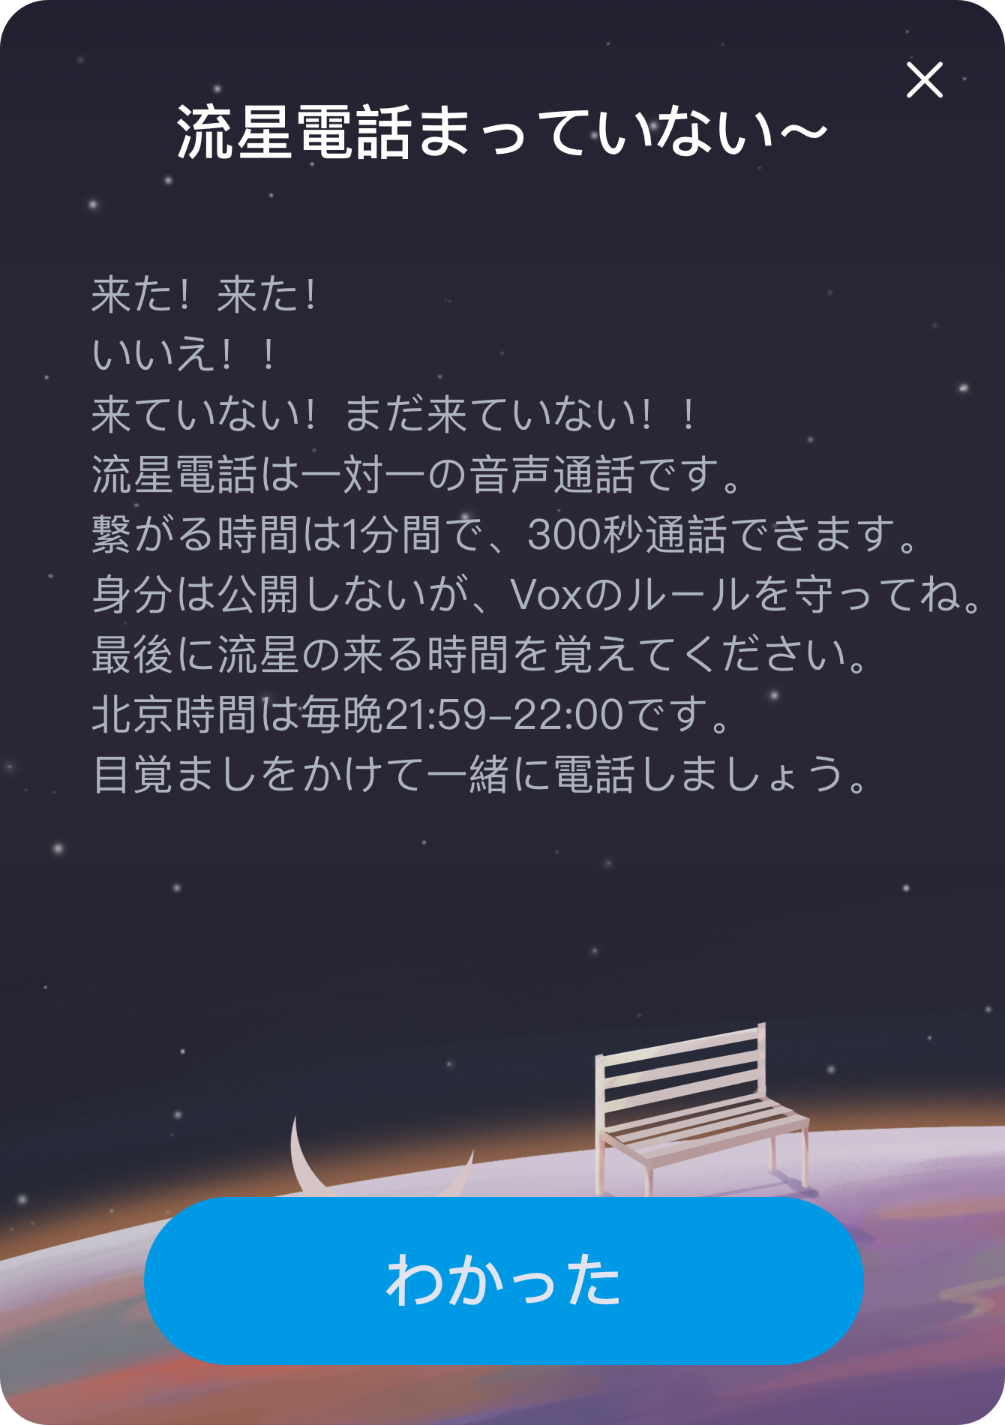 流星電話まっていない〜
来た！来た！
いいえ！！
来ていない！まだ来ていない！！
流星電話は一対一の音声通話です。
繋がる時間は1分間で、300秒通話できます。
身分は公開しないが、Voxのルールを守ってね。
最後に流星の来る時間を覚えてください。
北京時間は毎晩21:59–22:00です。
目覚ましをかけて一緒に電話しましょう。
わかった